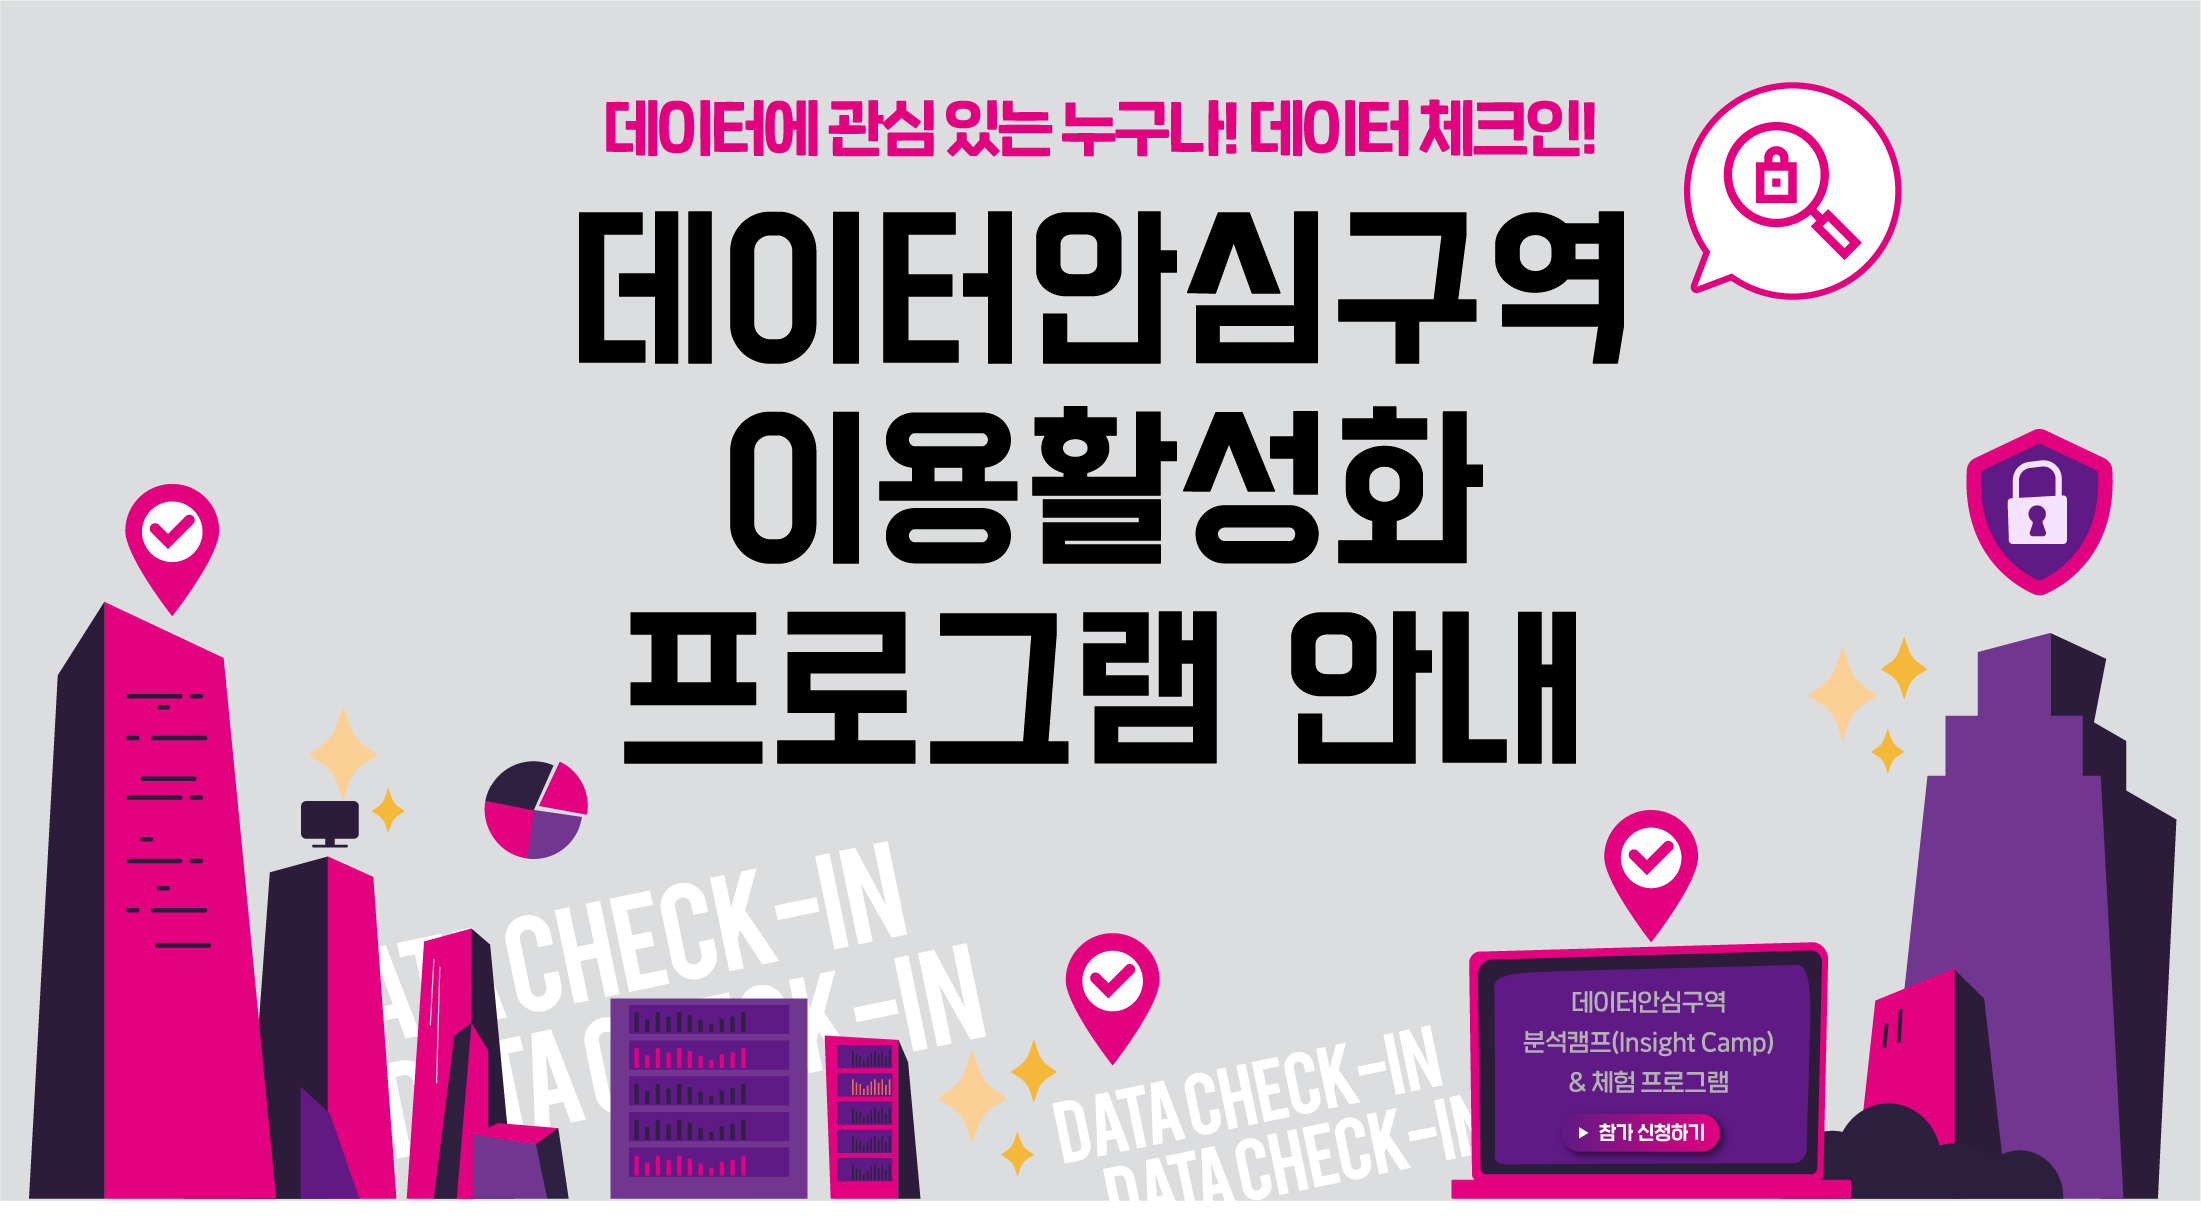 데이터에 관심 있는 누구나! 데이터 체크인!
데이터안심구역
이용활성화
프로그램 안내
DATA CHECK-IN
DATA CHECK-IN
DATA CHECK-IN
DATA CHECK-IN
데이터안심구역
분석캠프(Insight Camp)
& 체험 프로그램
▶ 참가 신청하기